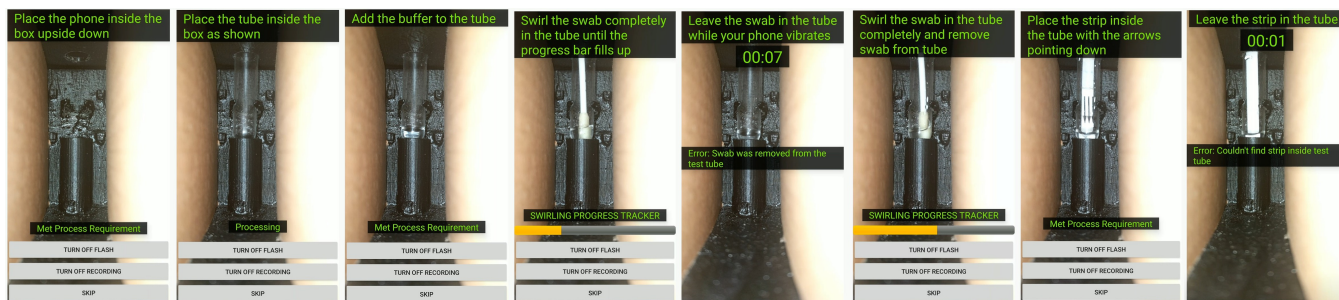 Place the phone inside the
box upside down
Met Process Requirement
TURN OFF FLASH
TURN OFF RECORDING
SKIP
Place the tube inside the
box as shown
Processing
TURN OFF FLASH
TURN OFF RECORDING
SKIP
Add the buffer to the tube
Met Process Requirement
TURN OFF FLASH
TURN OFF RECORDING
SKIP
Swirl the swab completely
in the tube until the
progress bar fills up
SWIRLING PROGRESS TRACKER
TURN OFF FLASH
TURN OFF RECORDING
SKIP
Leave the swab in the tube
while your phone vibrates
00:07
Error: Swab was removed from the
test tube
Swirl the swab in the tube
completely and remove
swab from tube
SWIRLING PROGRESS TRACKER
TURN OFF FLASH
TURN OFF RECORDING
SKIP
Place the strip inside
the tube with the arrows
pointing down
Met Process Requirement
TURN OFF FLASH
TURN OFF RECORDING
SKIP
Leave the strip in the tube
00:01
Error: Couldn't find strip inside test
tube